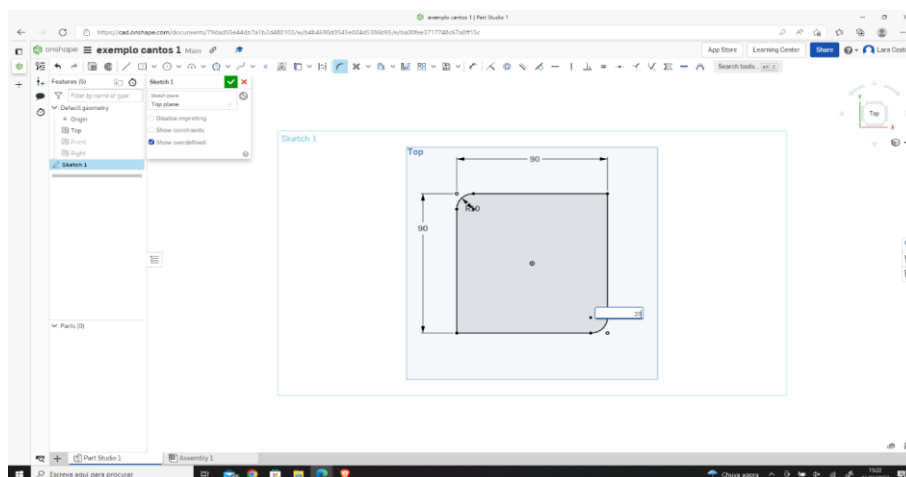 exemplo cantos 1 | Part Studio 1
onshape
exemplo cantos 1 Main
App Store
Learning Center
Share
Lara Cost
Search tools...
Features (5)
Filter by name or type
Default geometry
Origin
Top
Front
Right
Sketch 1
Sketch 1
Sketch plane
Top plane
Disable imprinting
Show constraints
Show overdefined
Sketch 1
Top
90
90
20
Y
Top
X
Parts (0)
Part Studio 1
Assembly 1
Escreva aqui para procurar
Chuva agora